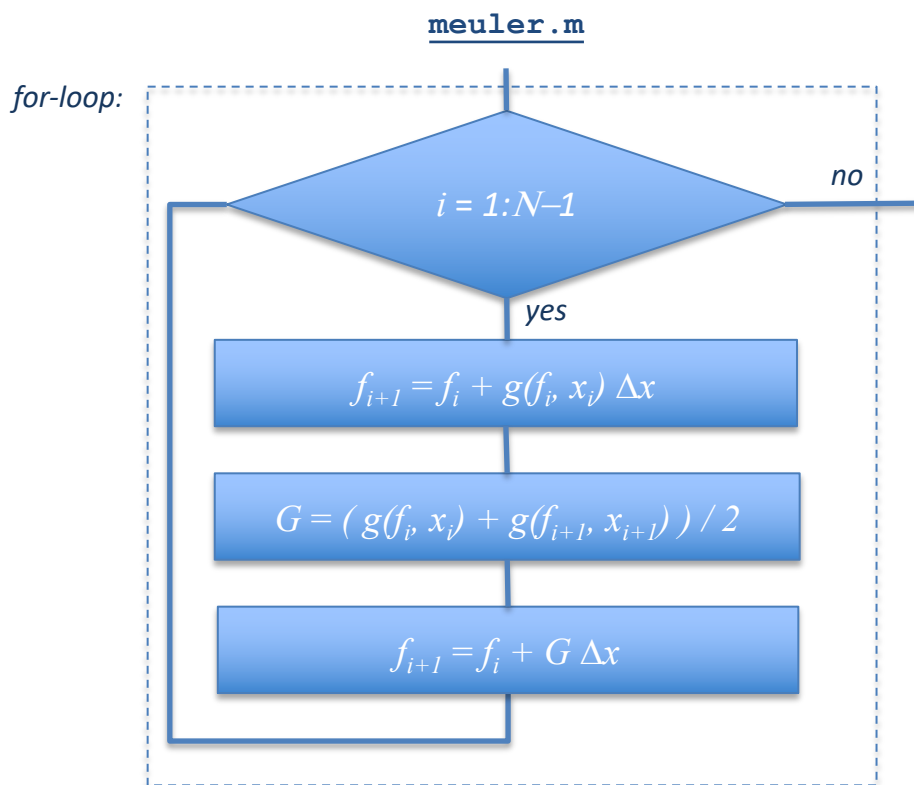 meuler.m
for-loop:
i = 1:N–1
no
yes
f_{i+1} = f_i + g(f_i, x_i) Δx
G = ( g(f_i, x_i) + g(f_{i+1}, x_{i+1}) ) / 2
f_{i+1} = f_i + G Δx